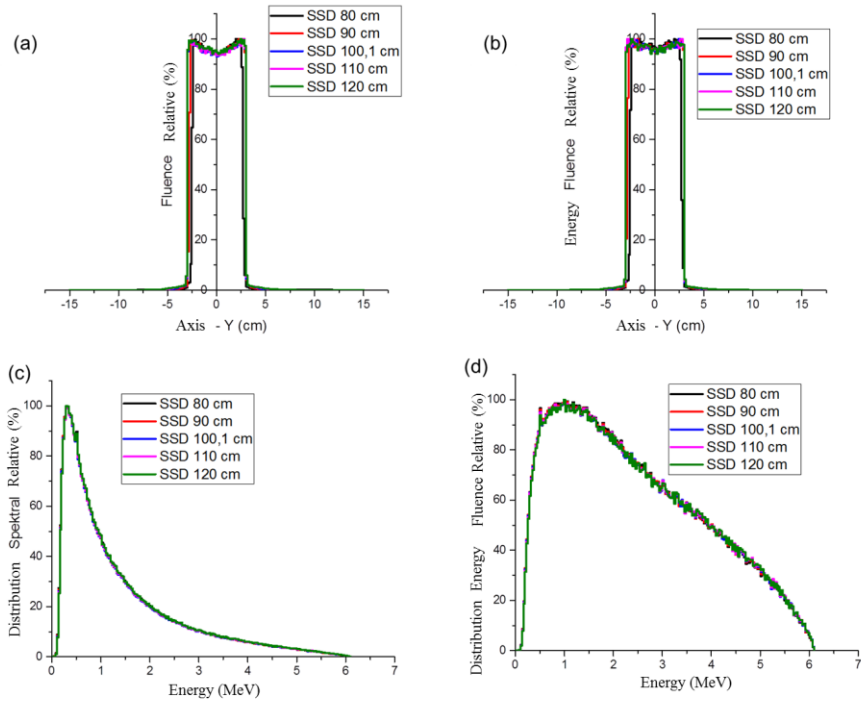 (a)
Fluence Relative (%)
100
80
60
40
20
0
-15
-10
-5
0
5
10
15
Axis - Y (cm)
SSD 80 cm
SSD 90 cm
SSD 100,1 cm
SSD 110 cm
SSD 120 cm
(b)
Energy Fluence Relative (%)
100
80
60
40
20
0
-15
-10
-5
0
5
10
15
Axis - Y (cm)
SSD 80 cm
SSD 90 cm
SSD 100,1 cm
SSD 110 cm
SSD 120 cm
(c)
Distribution Spektral Relative (%)
100
80
60
40
20
0
0
1
2
3
4
5
6
7
Energy (MeV)
SSD 80 cm
SSD 90 cm
SSD 100,1 cm
SSD 110 cm
SSD 120 cm
(d)
Distribution Energy Fluence Relative (%)
100
80
60
40
20
0
0
1
2
3
4
5
6
7
Energy (MeV)
SSD 80 cm
SSD 90 cm
SSD 100,1 cm
SSD 110 cm
SSD 120 cm